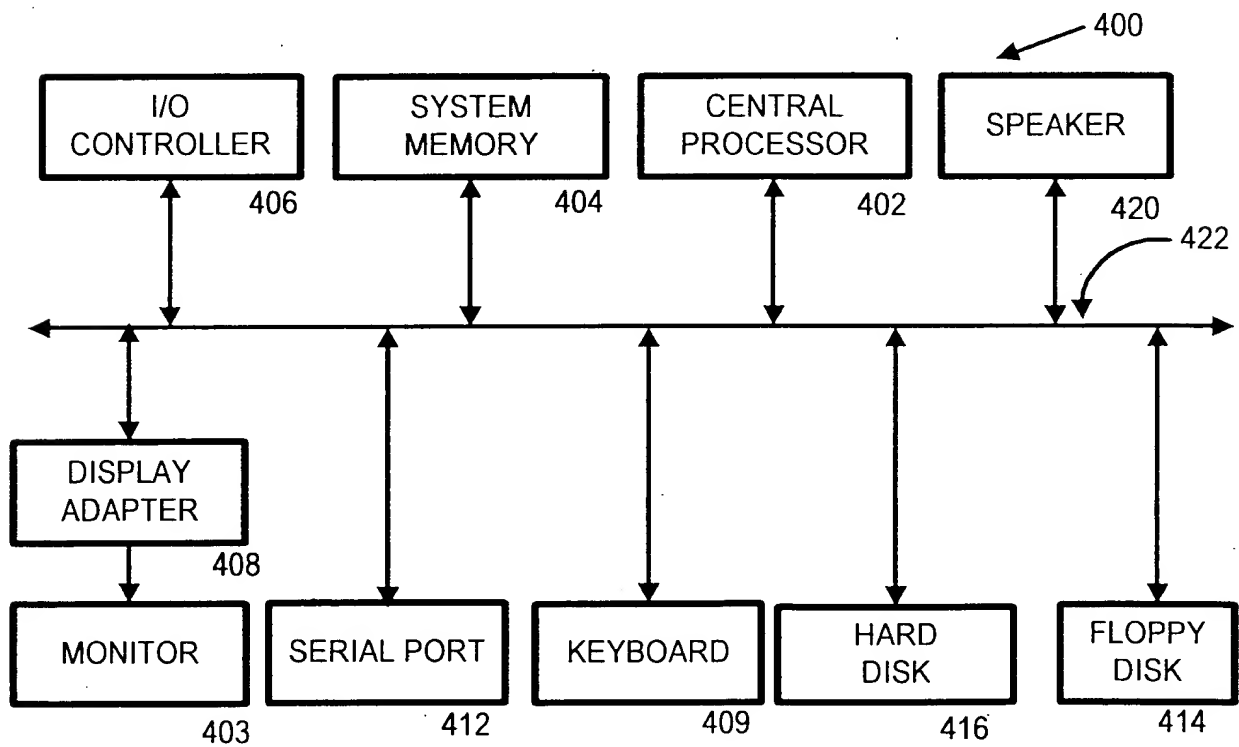 400
I/O
CONTROLLER
406
SYSTEM
MEMORY
404
CENTRAL
PROCESSOR
402
SPEAKER
420
422
DISPLAY
ADAPTER
408
MONITOR
403
SERIAL PORT
412
KEYBOARD
409
HARD
DISK
416
FLOPPY
DISK
414